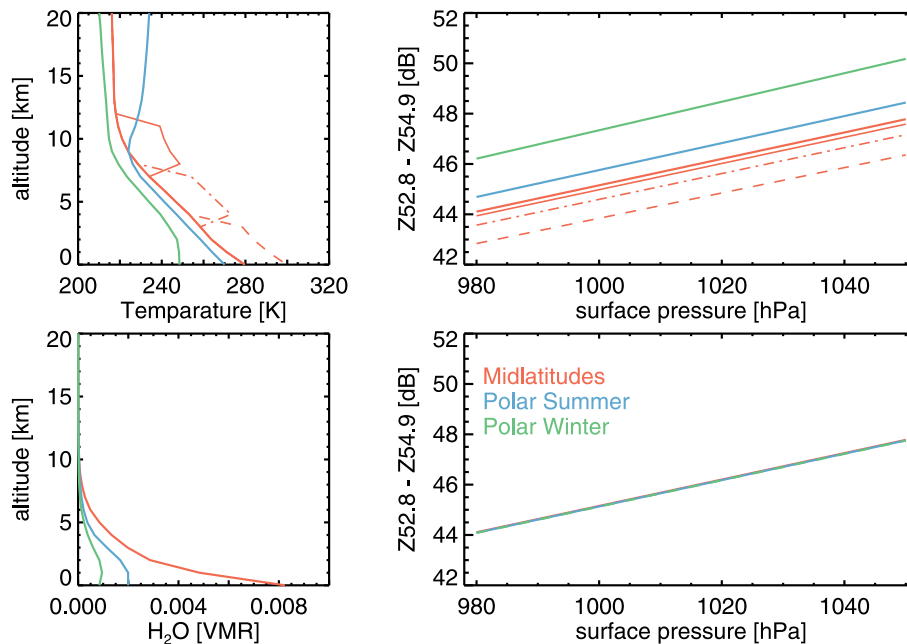 20
15
10
5
0
altitude [km]
200 220 240 260 280 300 320
Temparature [K]
52
50
48
46
44
42
Z52.8 - Z54.9 [dB]
980 1000 1020 1040
surface pressure [hPa]
20
15
10
5
0
altitude [km]
0.000 0.004 0.008
H₂O [VMR]
52
50
48
46
44
42
Z52.8 - Z54.9 [dB]
Midlatitudes
Polar Summer
Polar Winter
980 1000 1020 1040
surface pressure [hPa]